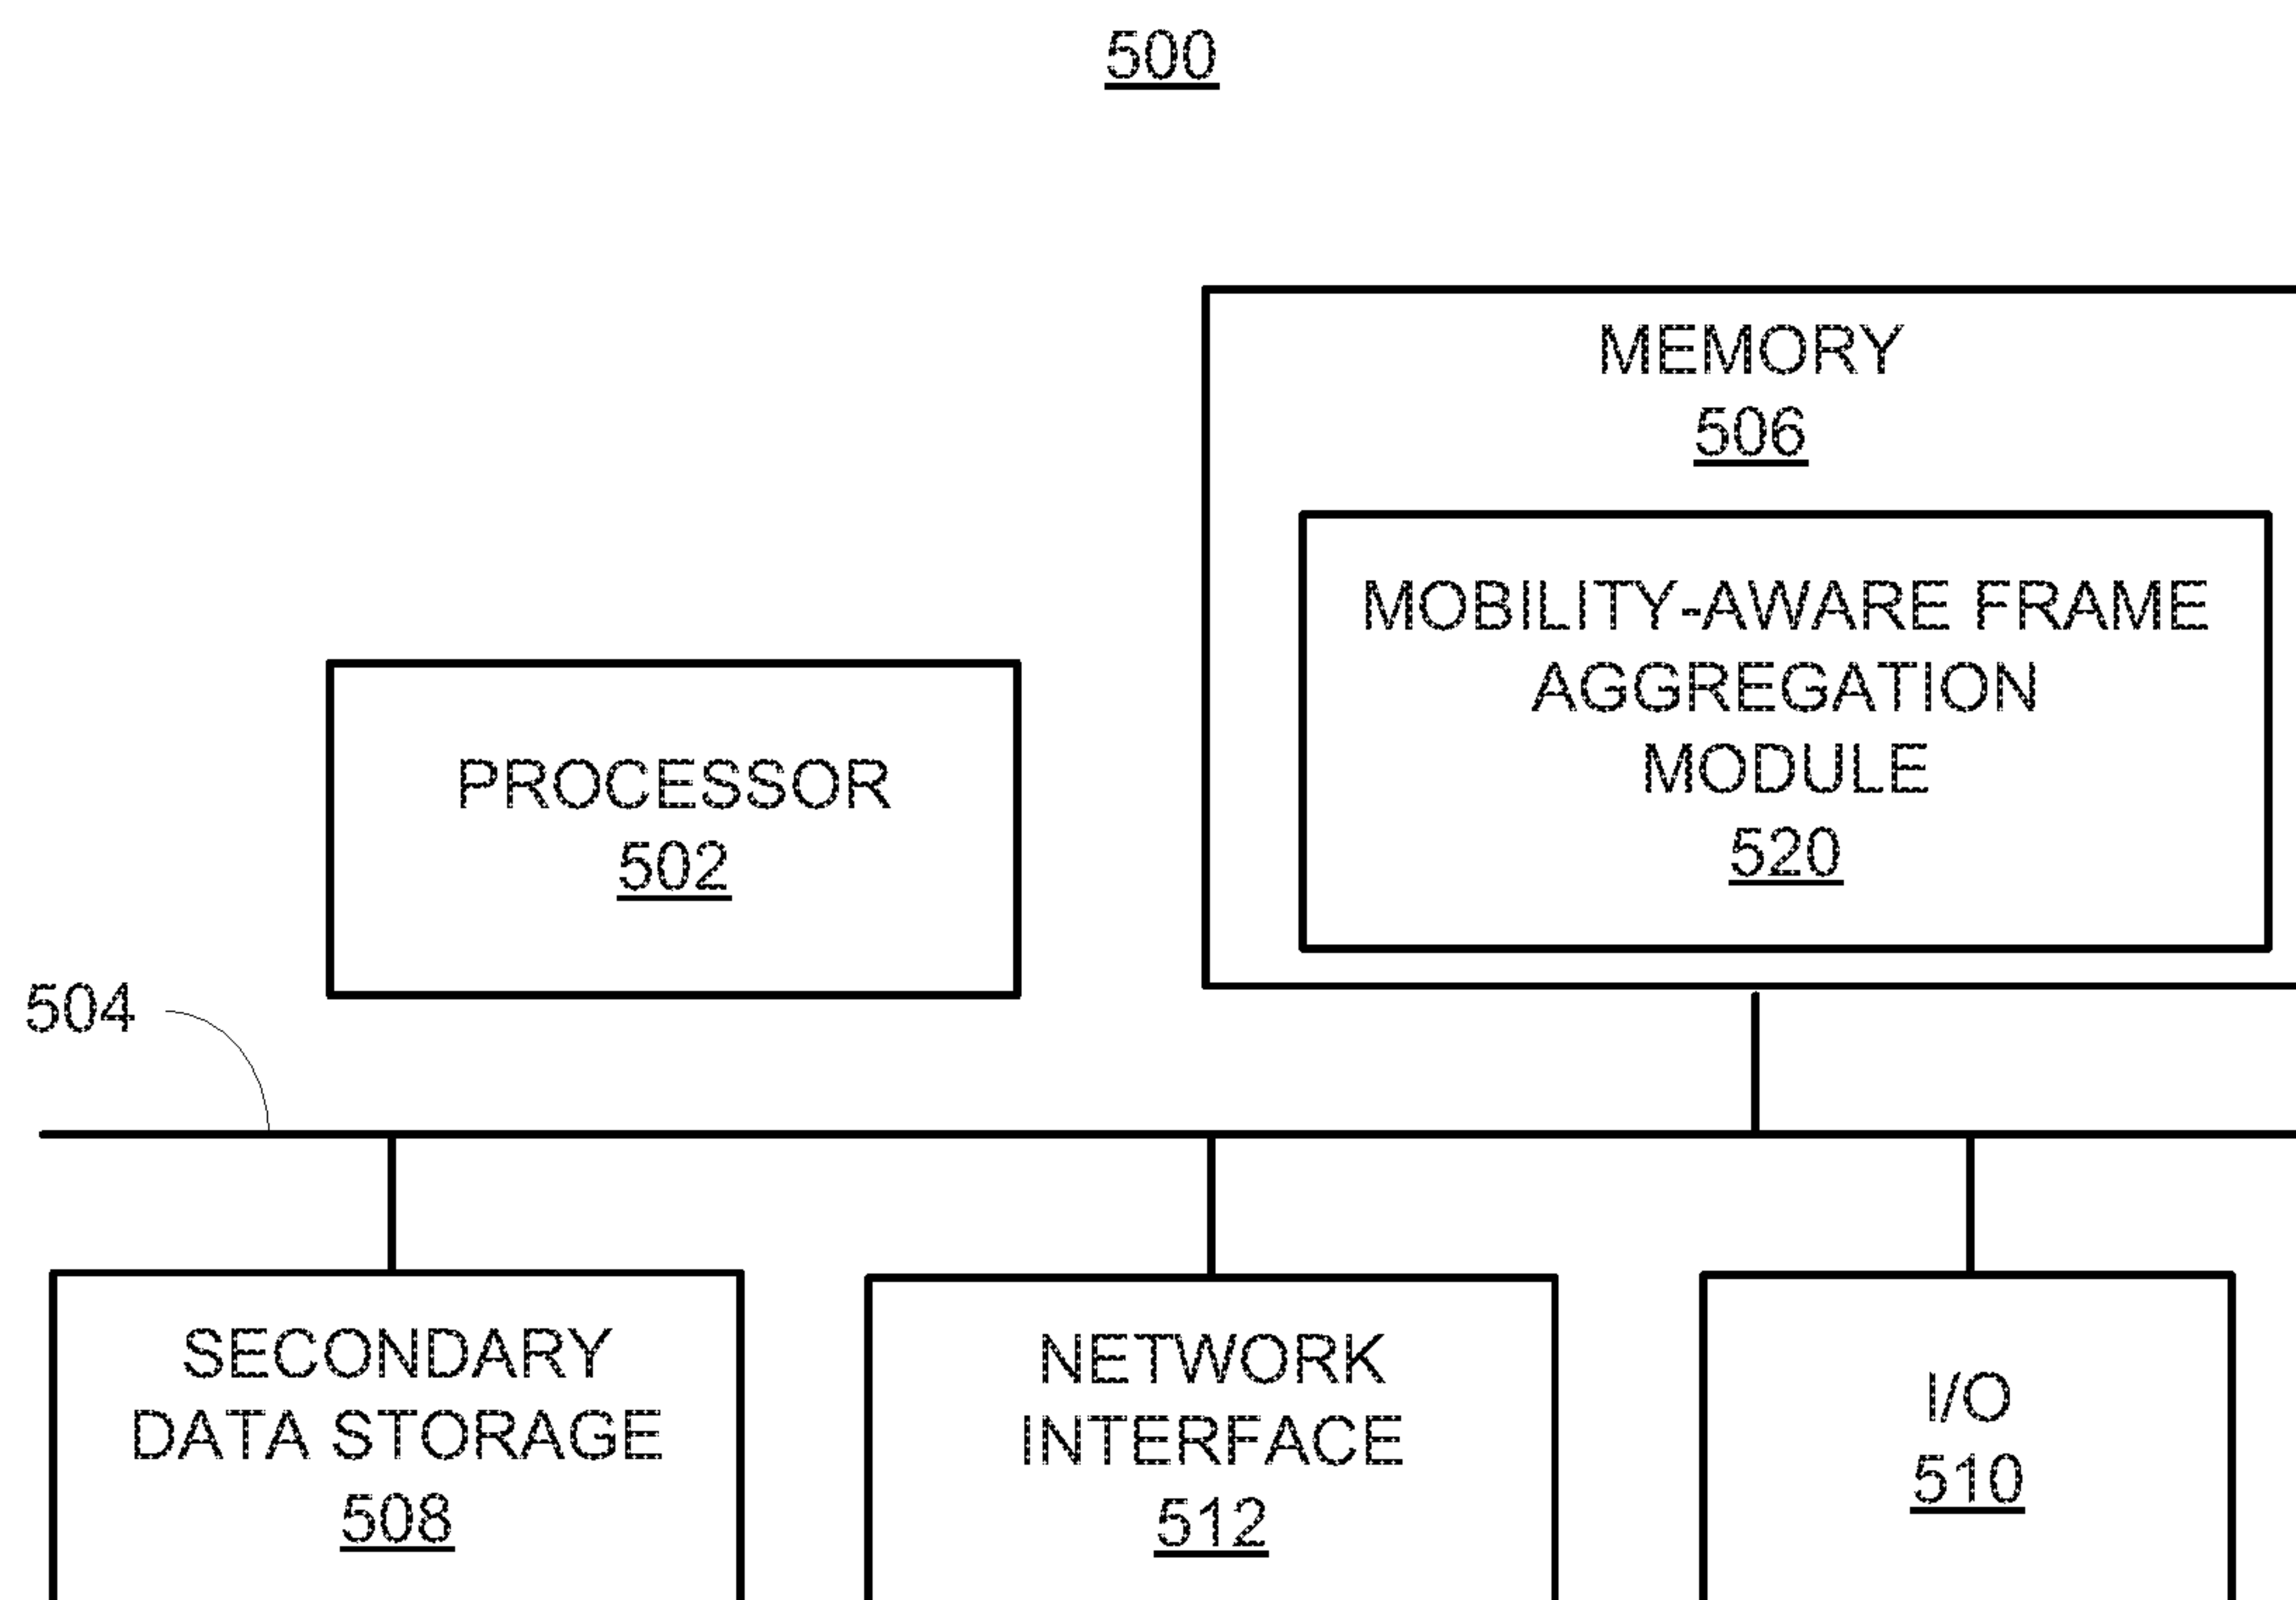 500
MEMORY
506
MOBILITY-AWARE FRAME
AGGREGATION
MODULE
520
PROCESSOR
502
504
SECONDARY
DATA STORAGE
508
NETWORK
INTERFACE
512
I/O
510